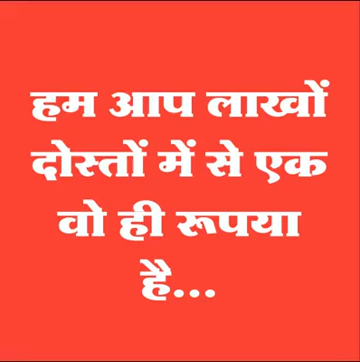 हम आप लाखों
दोस्तों में से एक
वो ही रूपया
है...